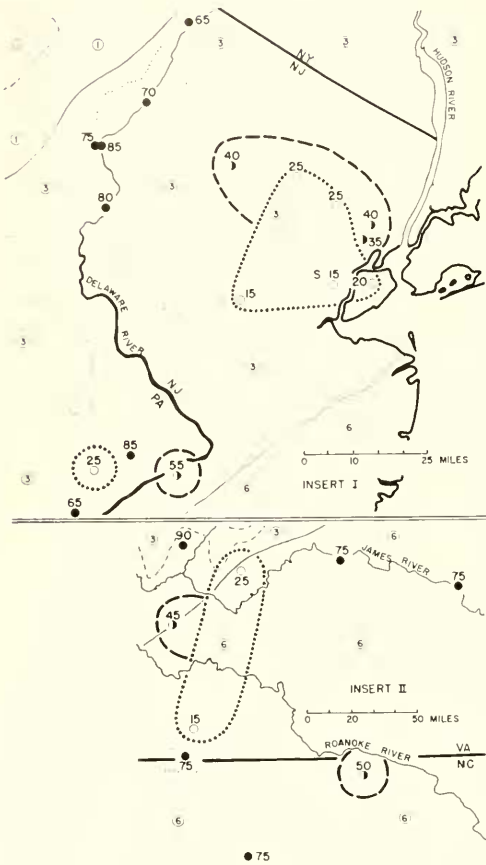 65
1
1
3
3
3
NY
NJ
HUDSON RIVER
70
1
75
85
3
3
40
25
25
80
3
40
35
S 15
20
15
DELAWARE RIVER
NJ
PA
3
3
85
25
55
6
3
65
6
0 10 25
MILES
INSERT I
3
90
3
6
75
JAMES RIVER
75
25
45
6
6
INSERT II
0 20 50 MILES
15
ROANOKE RIVER
VA
NC
75
50
6
6
75